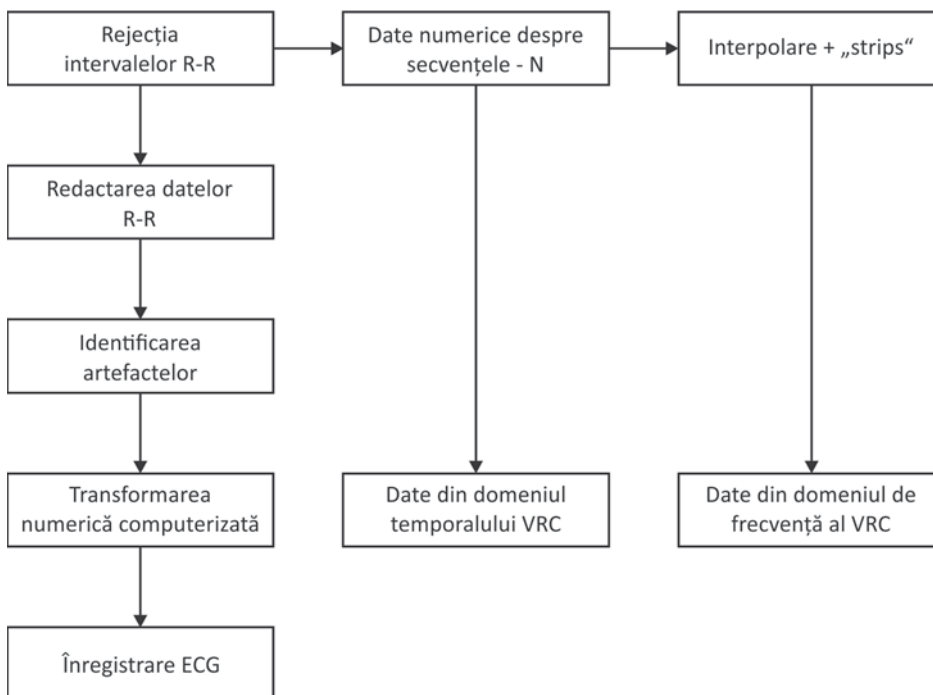 Rejecția
intervalelor R-R
Date numerice despre
secvențele - N
Interpolare + „strips“
Redactarea datelor
R-R
Identificarea
artefactelor
Transformarea
numerică computerizată
Date din domeniul
temporalului VRC
Date din domeniul de
frecvență al VRC
Înregistrare ECG